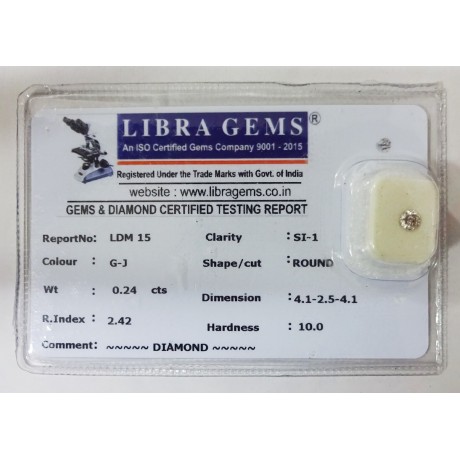 LIBRA GEMS ®
An ISO Certified Gems Company 9001 - 2015
Registered Under the Trade Marks with Govt. of India
website : www.libragems.co.in
GEMS & DIAMOND CERTIFIED TESTING REPORT
ReportNo: LDM 15 Clarity : SI-1
Colour : G-J Shape/cut : ROUND
Wt : 0.24 cts Dimension : 4.1-2.5-4.1
R.Index : 2.42 Hardness : 10.0
Comment: ~~~~~ DIAMOND ~~~~~